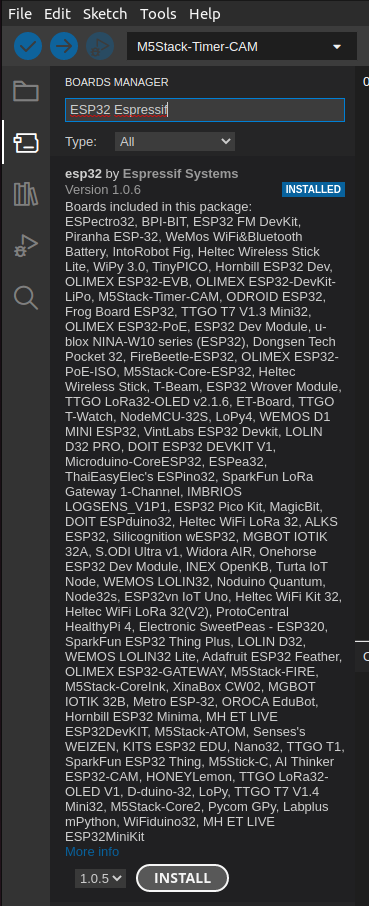 File Edit Sketch Tools Help
M5Stack-Timer-CAM
0
BOARDS MANAGER
ESP32 Espressif
Type: All
esp32 by Espressif Systems
Version 1.0.6 INSTALLED
Boards included in this package:
ESPectro32, BPI-BIT, ESP32 FM DevKit,
Piranha ESP-32, WeMos WiFi&Bluetooth
Battery, IntoRobot Fig, Heltec Wireless Stick
Lite, WiPy 3.0, TinyPICO, Hornbill ESP32 Dev,
OLIMEX ESP32-EVB, OLIMEX ESP32-DevKit-
LiPo, M5Stack-Timer-CAM, ODROID ESP32,
Frog Board ESP32, TTGO T7 V1.3 Mini32,
OLIMEX ESP32-PoE, ESP32 Dev Module, u-
blox NINA-W10 series (ESP32), Dongsen Tech
Pocket 32, FireBeetle-ESP32, OLIMEX ESP32-
PoE-ISO, M5Stack-Core-ESP32, Heltec
Wireless Stick, T-Beam, ESP32 Wrover Module,
TTGO LoRa32-OLED v2.1.6, ET-Board, TTGO
T-Watch, NodeMCU-32S, LoPy4, WEMOS D1
MINI ESP32, VintLabs ESP32 Devkit, LOLIN
D32 PRO, DOIT ESP32 DEVKIT V1,
Microduino-CoreESP32, ESPea32,
ThaiEasyElec's ESPino32, SparkFun LoRa
Gateway 1-Channel, IMBRIOS
LOGSENS_V1P1, ESP32 Pico Kit, MagicBit,
DOIT ESPduino32, Heltec WiFi LoRa 32, ALKS
ESP32, Silicognition wESP32, MGBOT IOTIK
32A, S.ODI Ultra v1, Widora AIR, Onehorse
ESP32 Dev Module, INEX OpenKB, Turta IoT
Node, WEMOS LOLIN32, Noduino Quantum,
Node32s, ESP32vn IoT Uno, Heltec WiFi Kit 32,
Heltec WiFi LoRa 32(V2), ProtoCentral
HealthyPi 4, Electronic SweetPeas - ESP320,
SparkFun ESP32 Thing Plus, LOLIN D32,
WEMOS LOLIN32 Lite, Adafruit ESP32 Feather,
OLIMEX ESP32-GATEWAY, M5Stack-FIRE,
M5Stack-CoreInk, XinaBox CW02, MGBOT
IOTIK 32B, Metro ESP-32, OROCA EduBot,
Hornbill ESP32 Minima, MH ET LIVE
ESP32DevKIT, M5Stack-ATOM, Senses's
WEIZEN, KITS ESP32 EDU, Nano32, TTGO T1,
SparkFun ESP32 Thing, M5Stick-C, AI Thinker
ESP32-CAM, HONEYLemon, TTGO LoRa32-
OLED V1, D-duino-32, LoPy, TTGO T7 V1.4
Mini32, M5Stack-Core2, Pycom GPy, Labplus
mPython, WiFiduino32, MH ET LIVE
ESP32MiniKit
More info
1.0.5 INSTALL